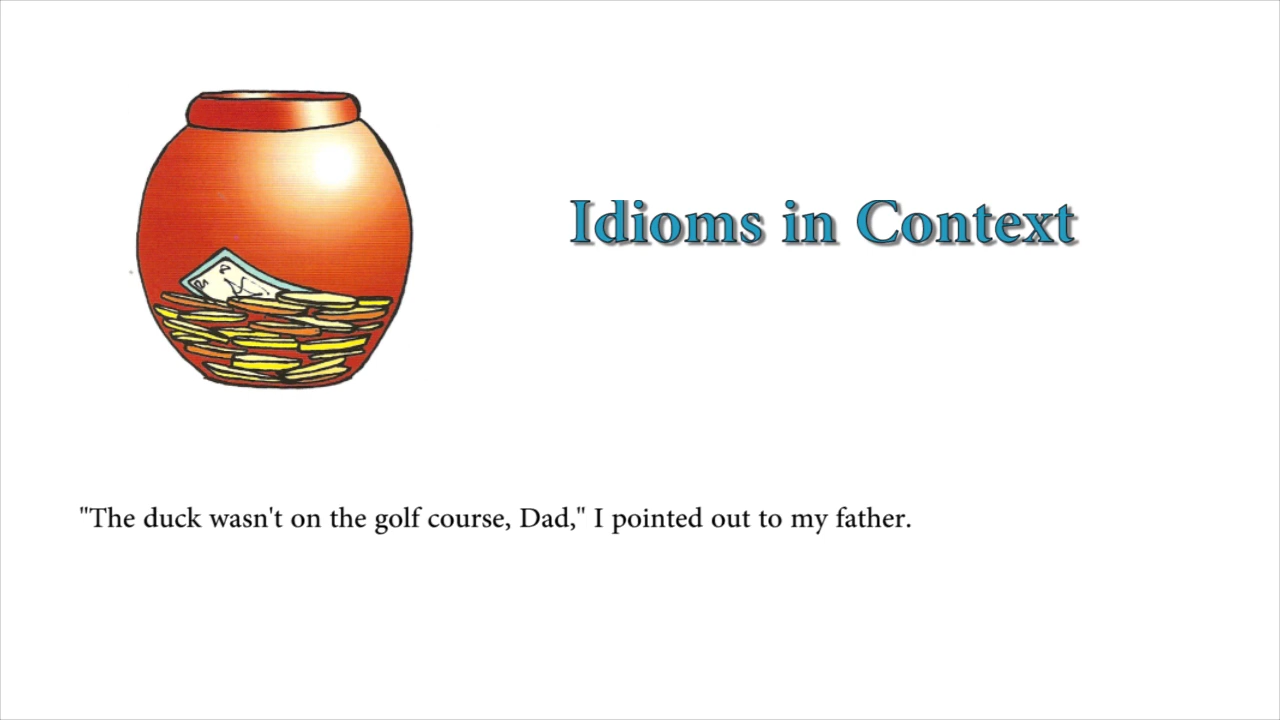 Idioms in Context
"The duck wasn't on the golf course, Dad," I pointed out to my father.